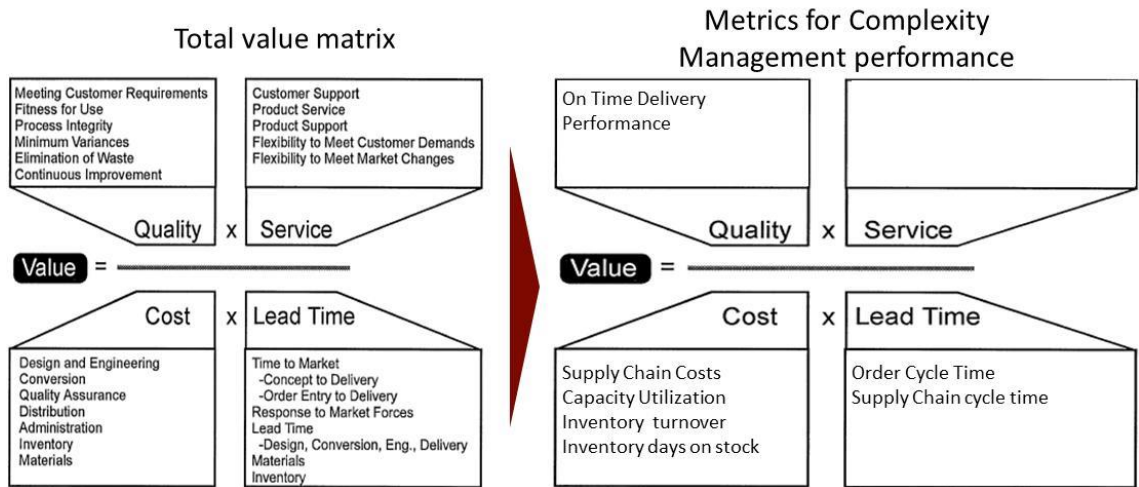 Total value matrix
Meeting Customer Requirements
Fitness for Use
Process Integrity
Minimum Variances
Elimination of Waste
Continuous Improvement
Customer Support
Product Service
Product Support
Flexibility to Meet Customer Demands
Flexibility to Meet Market Changes
Quality x Service
Value =
Cost x Lead Time
Design and Engineering
Conversion
Quality Assurance
Distribution
Administration
Inventory
Materials
Time to Market
-Concept to Delivery
-Order Entry to Delivery
Response to Market Forces
Lead Time
-Design, Conversion, Eng., Delivery
Materials
Inventory
Metrics for Complexity
Management performance
On Time Delivery
Performance
Quality x Service
Value =
Cost x Lead Time
Supply Chain Costs
Capacity Utilization
Inventory turnover
Inventory days on stock
Order Cycle Time
Supply Chain cycle time